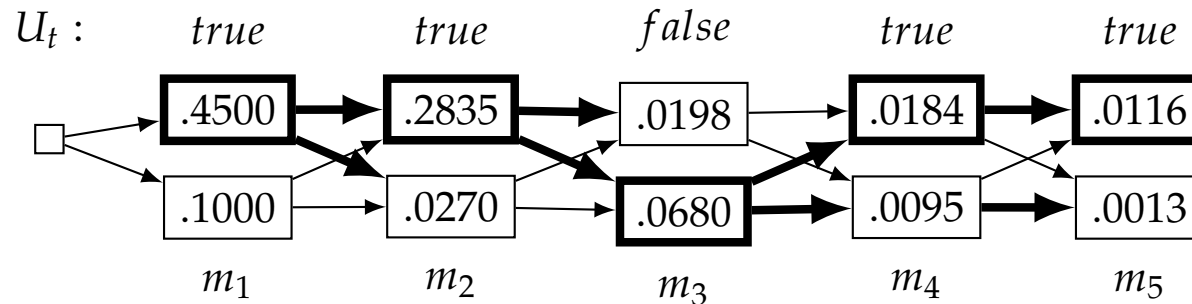 U_t : true true false true true
.4500 .2835 .0198 .0184 .0116
.1000 .0270 .0680 .0095 .0013
m_1 m_2 m_3 m_4 m_5